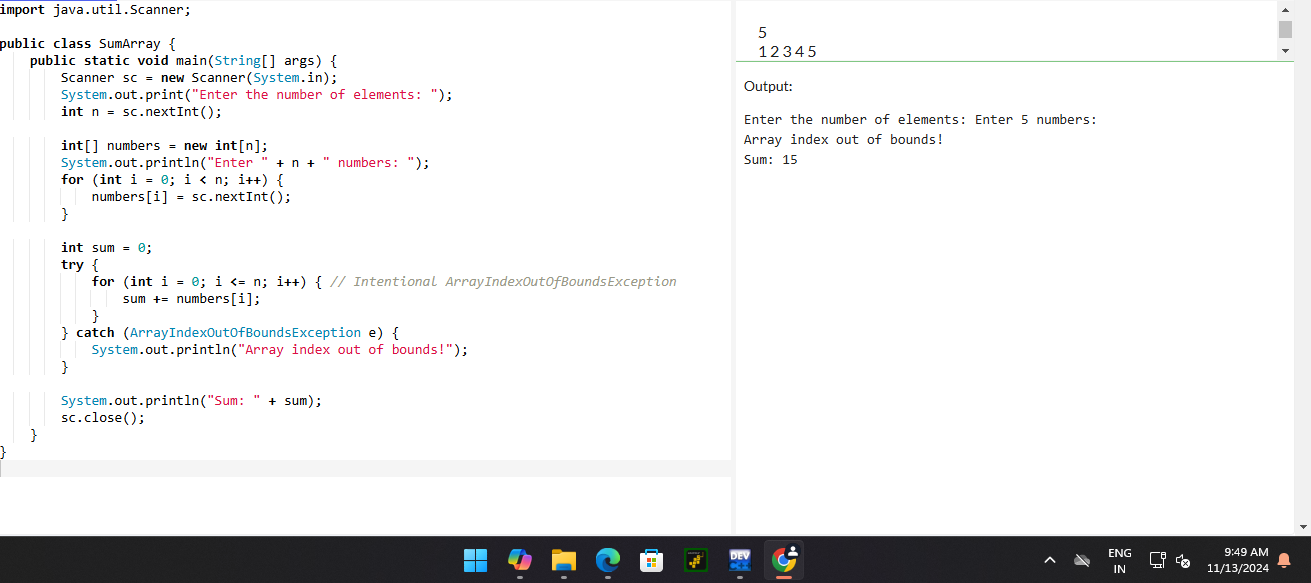 import java.util.Scanner;
public class SumArray {
public static void main(String[] args) {
Scanner sc = new Scanner(System.in);
System.out.print("Enter the number of elements: ");
int n = sc.nextInt();
int[] numbers = new int[n];
System.out.println("Enter " + n + " numbers: ");
for (int i = 0; i < n; i++) {
numbers[i] = sc.nextInt();
}
int sum = 0;
try {
for (int i = 0; i <= n; i++) { // Intentional ArrayIndexOutOfBoundsException
sum += numbers[i];
}
} catch (ArrayIndexOutOfBoundsException e) {
System.out.println("Array index out of bounds!");
}
System.out.println("Sum: " + sum);
sc.close();
}
}
5
1 2 3 4 5
Output:
Enter the number of elements: Enter 5 numbers:
Array index out of bounds!
Sum: 15
DEV
ENG
IN
9:49 AM
11/13/2024